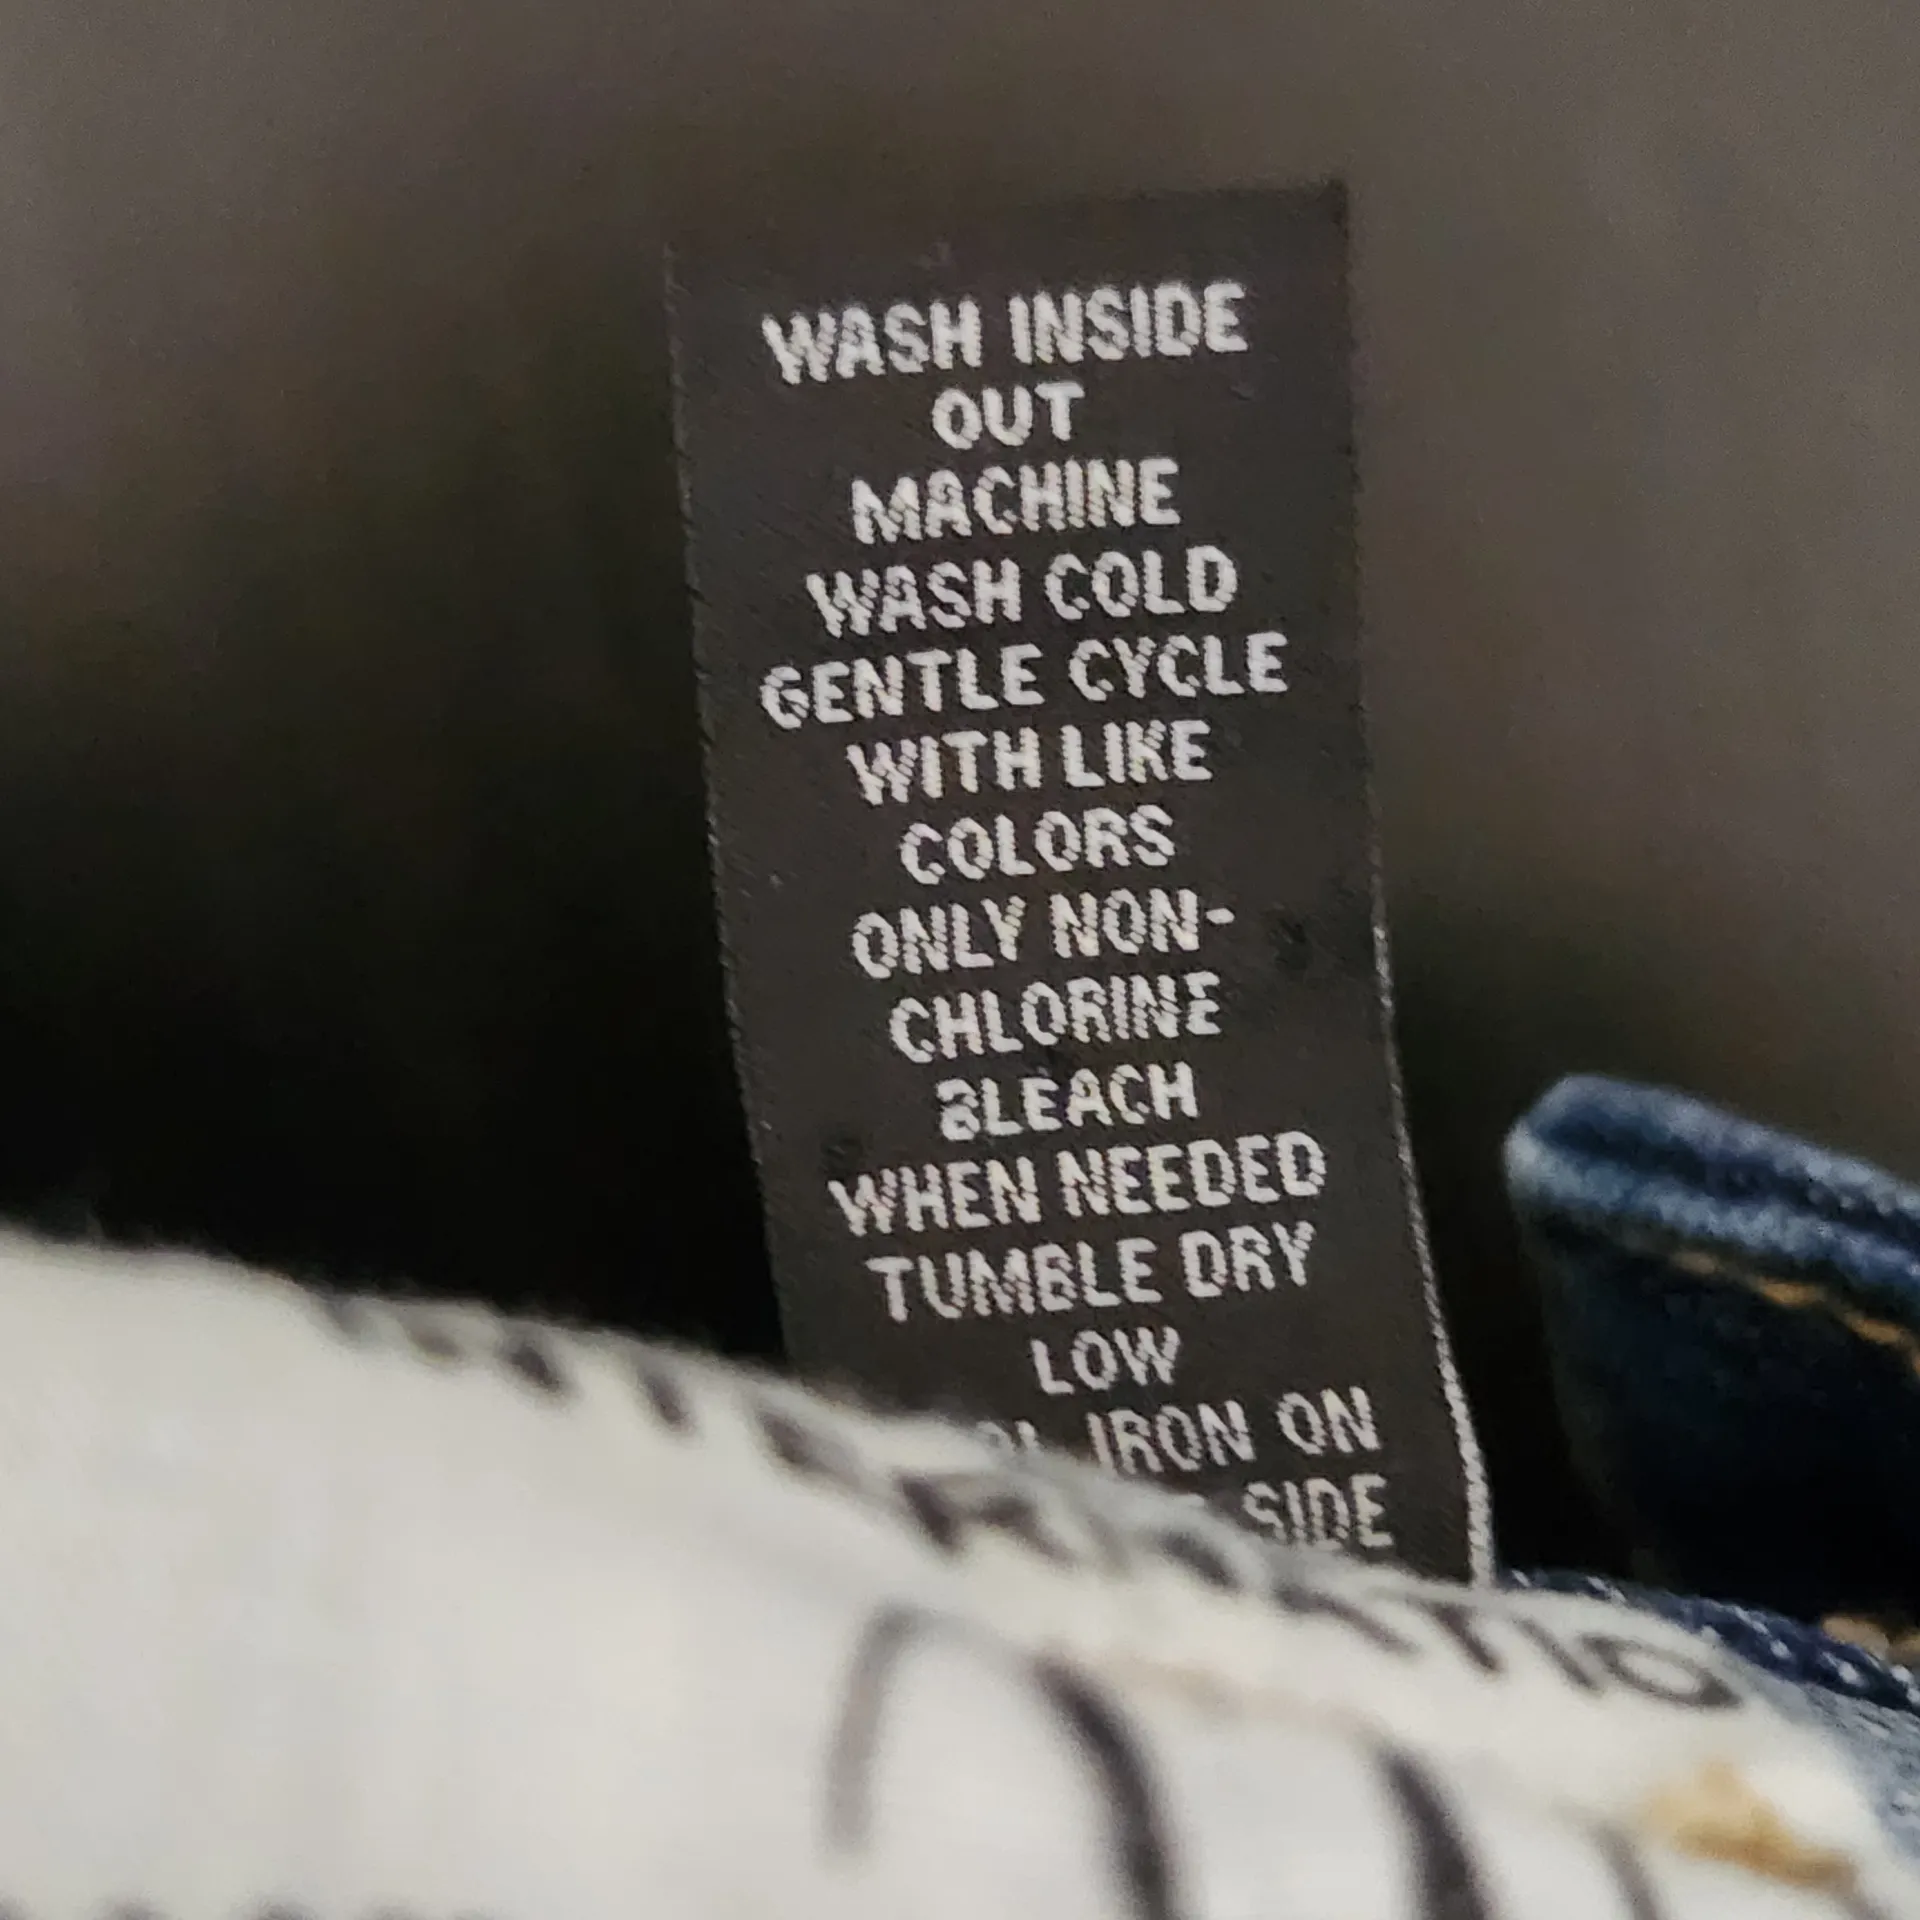 WASH INSIDE
OUT
MACHINE
WASH COLD
GENTLE CYCLE
WITH LIKE
COLORS
ONLY NON-
CHLORINE
BLEACH
WHEN NEEDED
TUMBLE DRY
LOW
IRON ON
SIDE